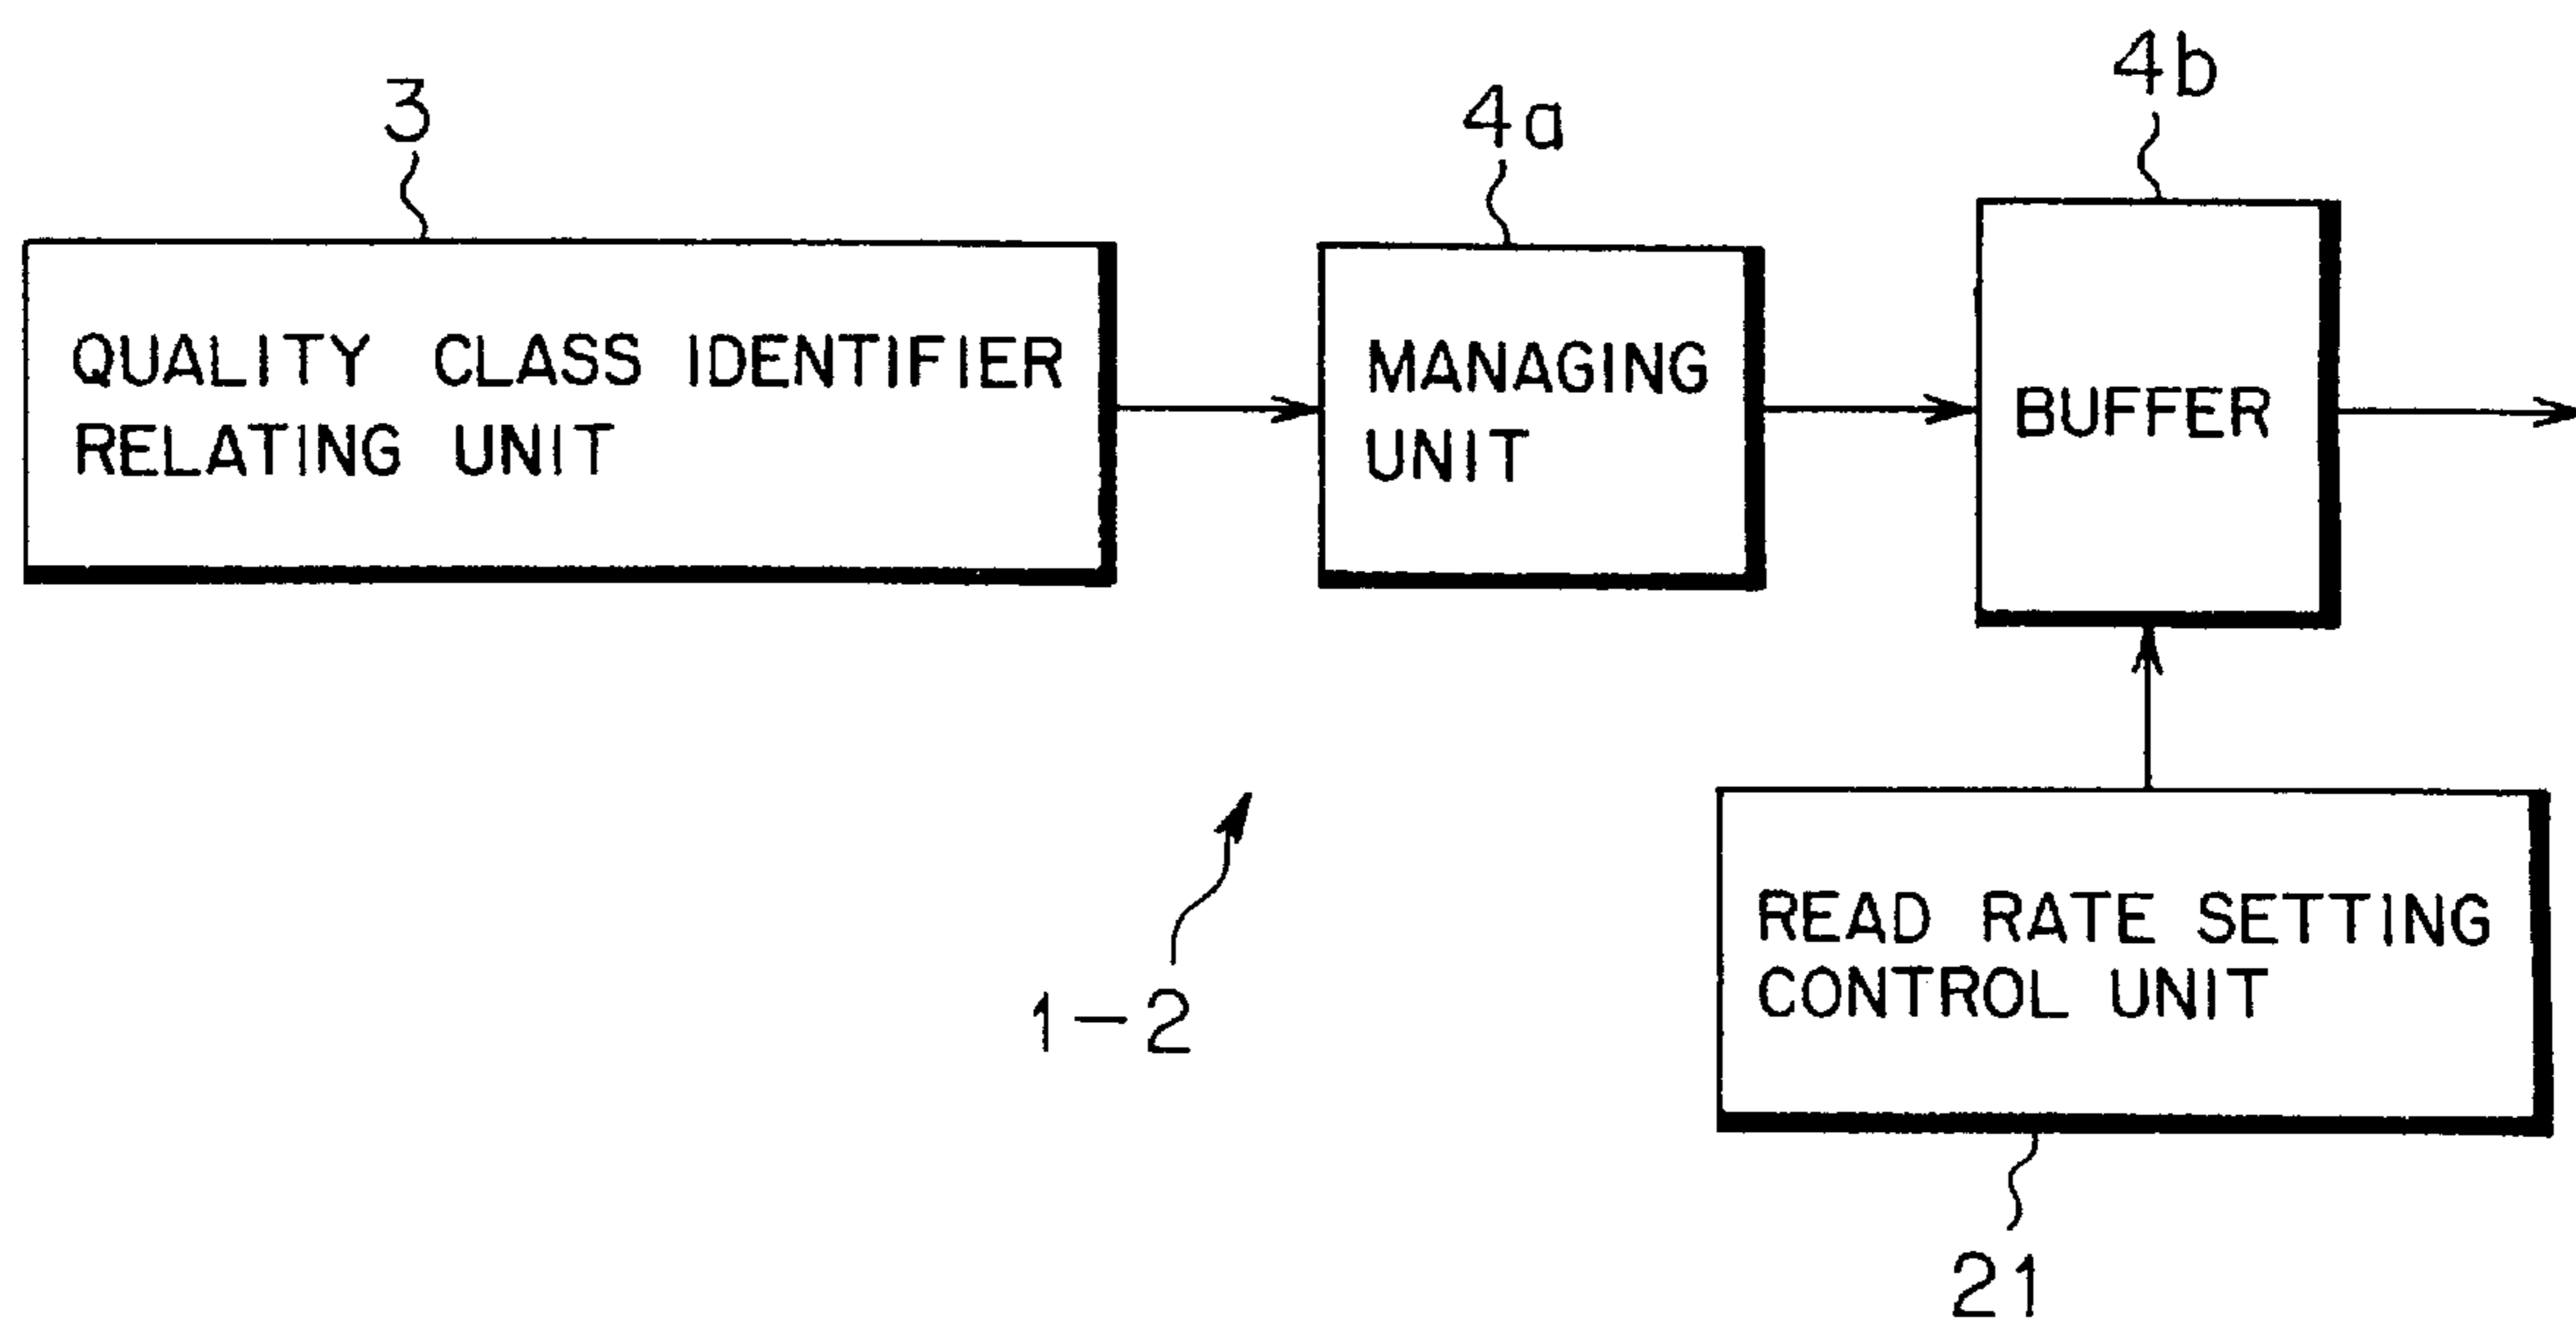 3
4a
4b
QUALITY CLASS IDENTIFIER
RELATING UNIT
MANAGING
UNIT
BUFFER
READ RATE SETTING
CONTROL UNIT
1-2
21